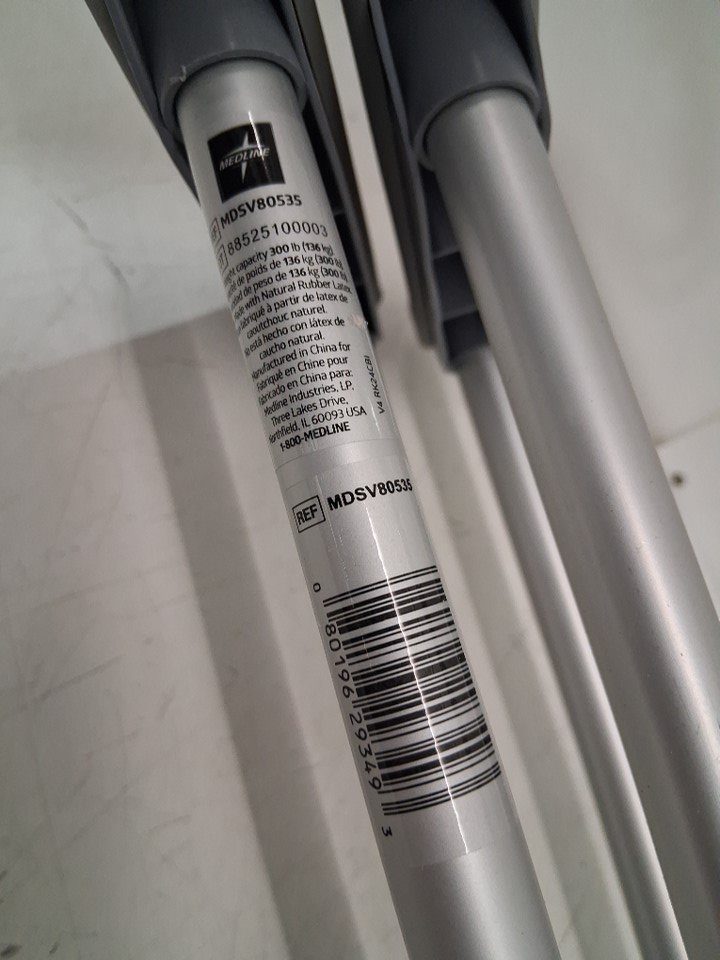 MEDLINE
MDSV80535
88525100003
capacity 300 lb (136 kg)
de poids de 136 kg (300 lb)
de peso de 136 kg (300 lb)
with Natural Rubber Latex
fabriqué à partir de latex de
caoutchouc naturel.
está hecho con látex de
caucho natural.
Manufactured in China for
Fabriqué en Chine pour
Fabricado en China para:
Medline Industries, LP,
Three Lakes Drive,
Northfield, IL 60093 USA
1-800-MEDLINE
V4 RK24CBI
REF MDSV80535
0 80196 29349 3